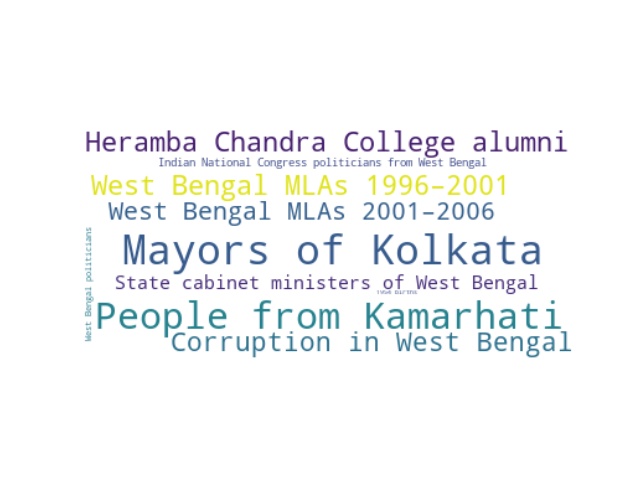 Heramba Chandra College alumni
Indian National Congress politicians from West Bengal
West Bengal MLAs 1996–2001
West Bengal MLAs 2001–2006
Mayors of Kolkata
State cabinet ministers of West Bengal
births
People from Kamarhati
Corruption in West Bengal
West Bengal politicians